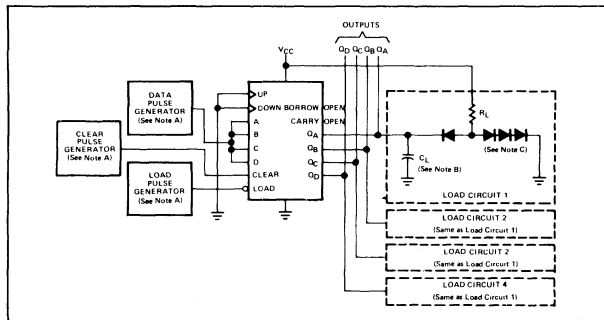 OUTPUTS
QD QC QB QA
VCC
DATA
PULSE
GENERATOR
(See Note A)
CLEAR PULSE
GENERATOR
(See Note A)
LOAD
PULSE
GENERATOR
(See Note A)
UP
DOWN BORROW OPEN
A CARRY OPEN
B QA
C QB
D QC
CLEAR QD
LOAD
RL
CL
(See Note B)
(See Note C)
LOAD CIRCUIT 1
LOAD CIRCUIT 2
(Same as Load Circuit 1)
LOAD CIRCUIT 2
(Same as Load Circuit 1)
LOAD CIRCUIT 4
(Same as Load Circuit 1)